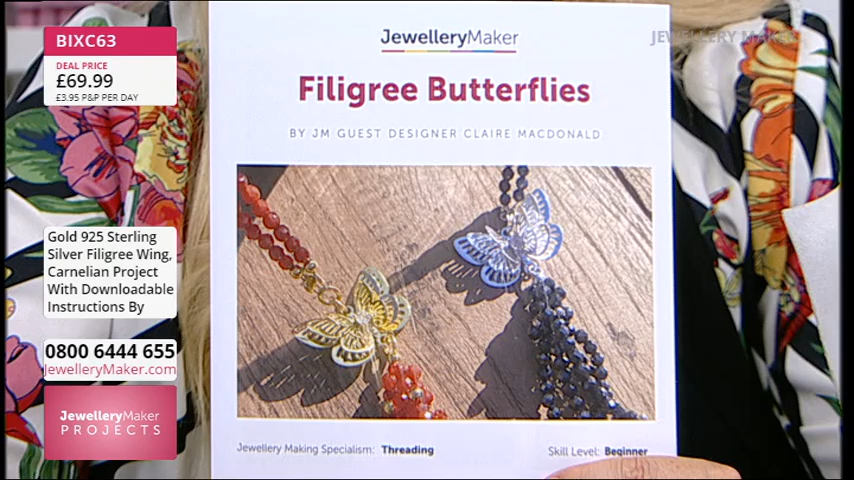 BIXC63
DEAL PRICE
£69.99
£3.95 P&P PER DAY
Gold 925 Sterling
Silver Filigree Wing,
Carnelian Project
With Downloadable
Instructions By
0800 6444 655
JewelleryMaker.com
JewelleryMaker
PROJECTS
JewelleryMaker
Filigree Butterflies
BY JM GUEST DESIGNER CLAIRE MACDONALD
Jewellery Making Specialism: Threading
Skill Level: Beginner
JEWELLERY MAKER